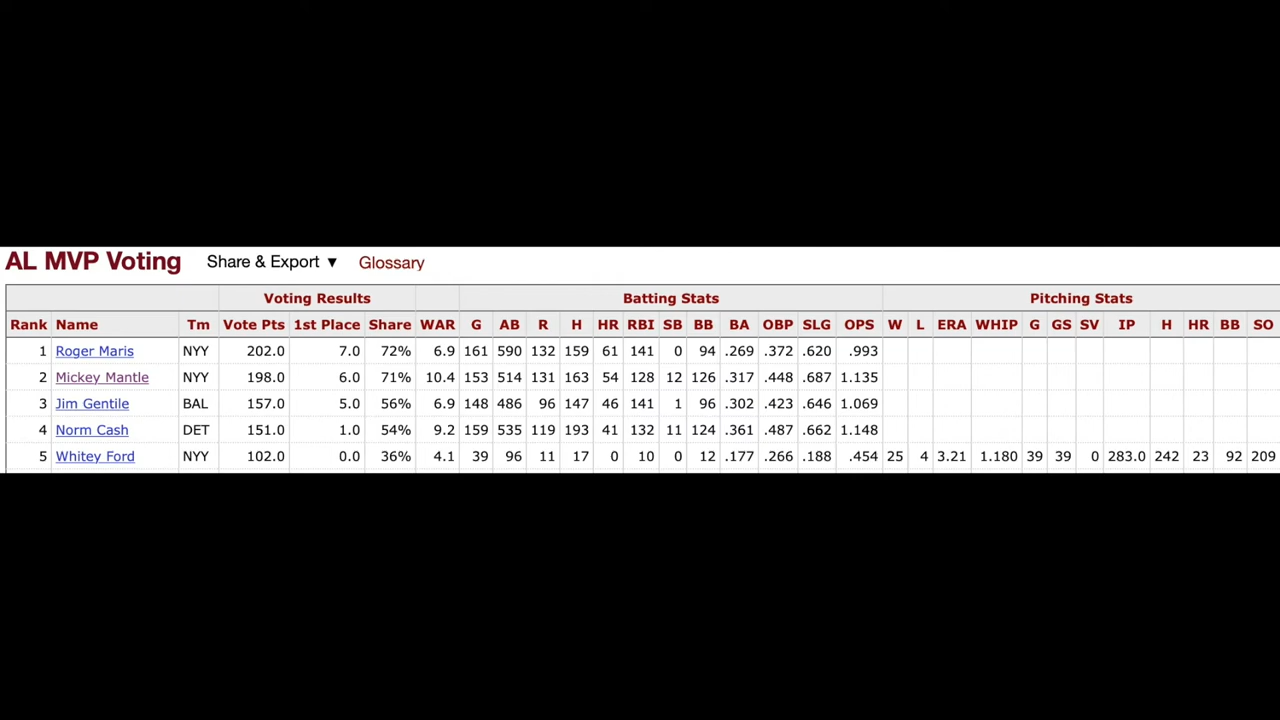 AL MVP Voting Share & Export ▼ Glossary
Voting Results Batting Stats Pitching Stats
Rank Name Tm Vote Pts 1st Place Share WAR G AB R H HR RBI SB BB BA OBP SLG OPS W L ERA WHIP G GS SV IP H HR BB SO
1 Roger Maris NYY 202.0 7.0 72% 6.9 161 590 132 159 61 141 0 94 .269 .372 .620 .993
2 Mickey Mantle NYY 198.0 6.0 71% 10.4 153 514 131 163 54 128 12 126 .317 .448 .687 1.135
3 Jim Gentile BAL 157.0 5.0 56% 6.9 148 486 96 147 46 141 1 96 .302 .423 .646 1.069
4 Norm Cash DET 151.0 1.0 54% 9.2 159 535 119 193 41 132 11 124 .361 .487 .662 1.148
5 Whitey Ford NYY 102.0 0.0 36% 4.1 39 96 11 17 0 10 0 12 .177 .266 .188 .454 25 4 3.21 1.180 39 39 0 283.0 242 23 92 209